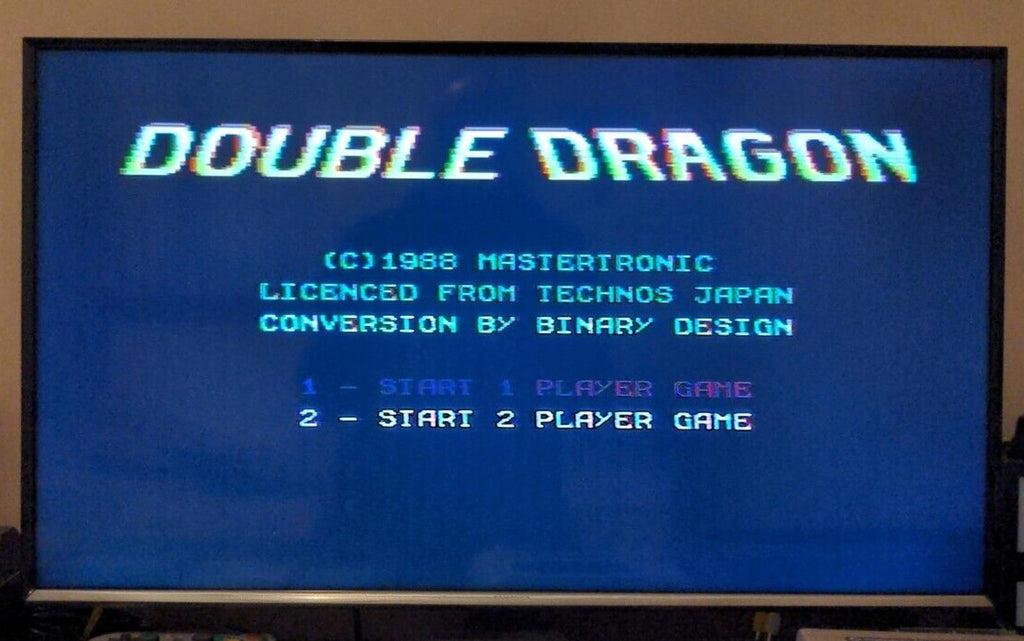 DOUBLE DRAGON
(C)1988 MASTERTRONIC
LICENCED FROM TECHNOS JAPAN
CONVERSION BY BINARY DESIGN
1 - START 1 PLAYER GAME
2 - START 2 PLAYER GAME